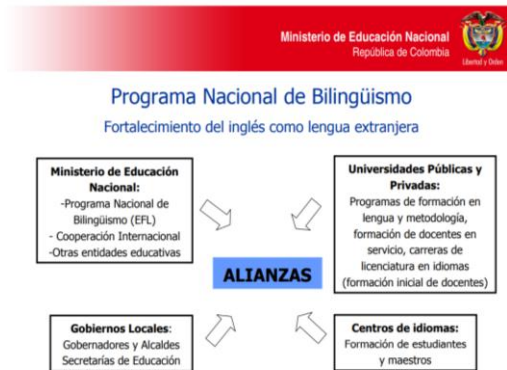 Ministerio de Educación Nacional
República de Colombia
Libertad y Orden
Programa Nacional de Bilingüismo
Fortalecimiento del inglés como lengua extranjera
Ministerio de Educación
Nacional:
-Programa Nacional de
Bilingüismo (EFL)
- Cooperación Internacional
-Otras entidades educativas
Universidades Públicas y
Privadas:
Programas de formación en
lengua y metodología,
formación de docentes en
servicio, carreras de
licenciatura en idiomas
(formación inicial de docentes)
ALIANZAS
Gobiernos Locales:
Gobernadores y Alcaldes
Secretarías de Educación
Centros de idiomas:
Formación de estudiantes
y maestros